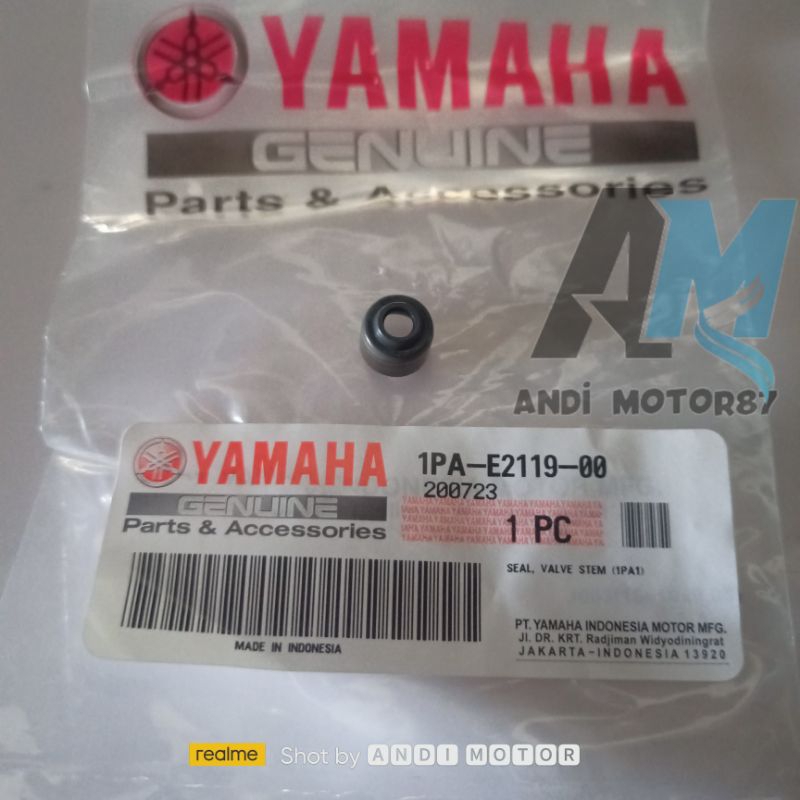 YAMAHA
GENUINE
Parts & Accessories
AM
ANDi MOTOR87
YAMAHA
GENUINE
Parts & Accessories
1PA-E2119-00
200723
1 PC
SEAL, VALVE STEM (1PA1)
PT. YAMAHA INDONESIA MOTOR MFG.
Jl. DR. KRT. Radjiman Widyodiningrat
JAKARTA-INDONESIA 13920
MADE IN INDONESIA
realme Shot by ANDI MOTOR